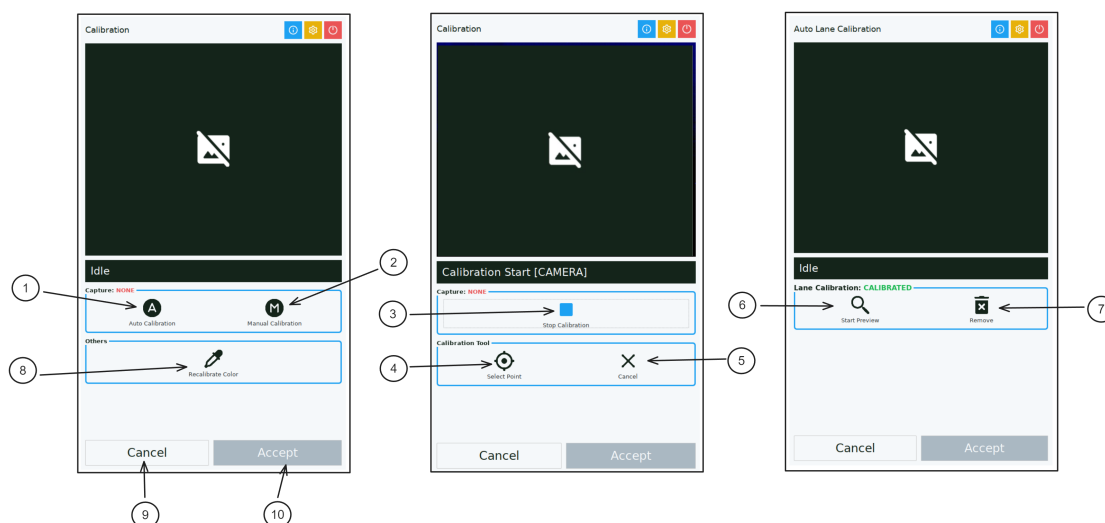 Calibration
Idle
Capture: NONE
A
M
Auto Calibration
Manual Calibration
Others
Recalibrate Color
Cancel
Accept
1
2
8
9
10
Calibration
Calibration Start [CAMERA]
Capture: NONE
Stop Calibration
Calibration Tool
Select Point
Cancel
Cancel
Accept
3
4
5
Auto Lane Calibration
Idle
Lane Calibration: CALIBRATED
Start Preview
Remove
Cancel
Accept
6
7